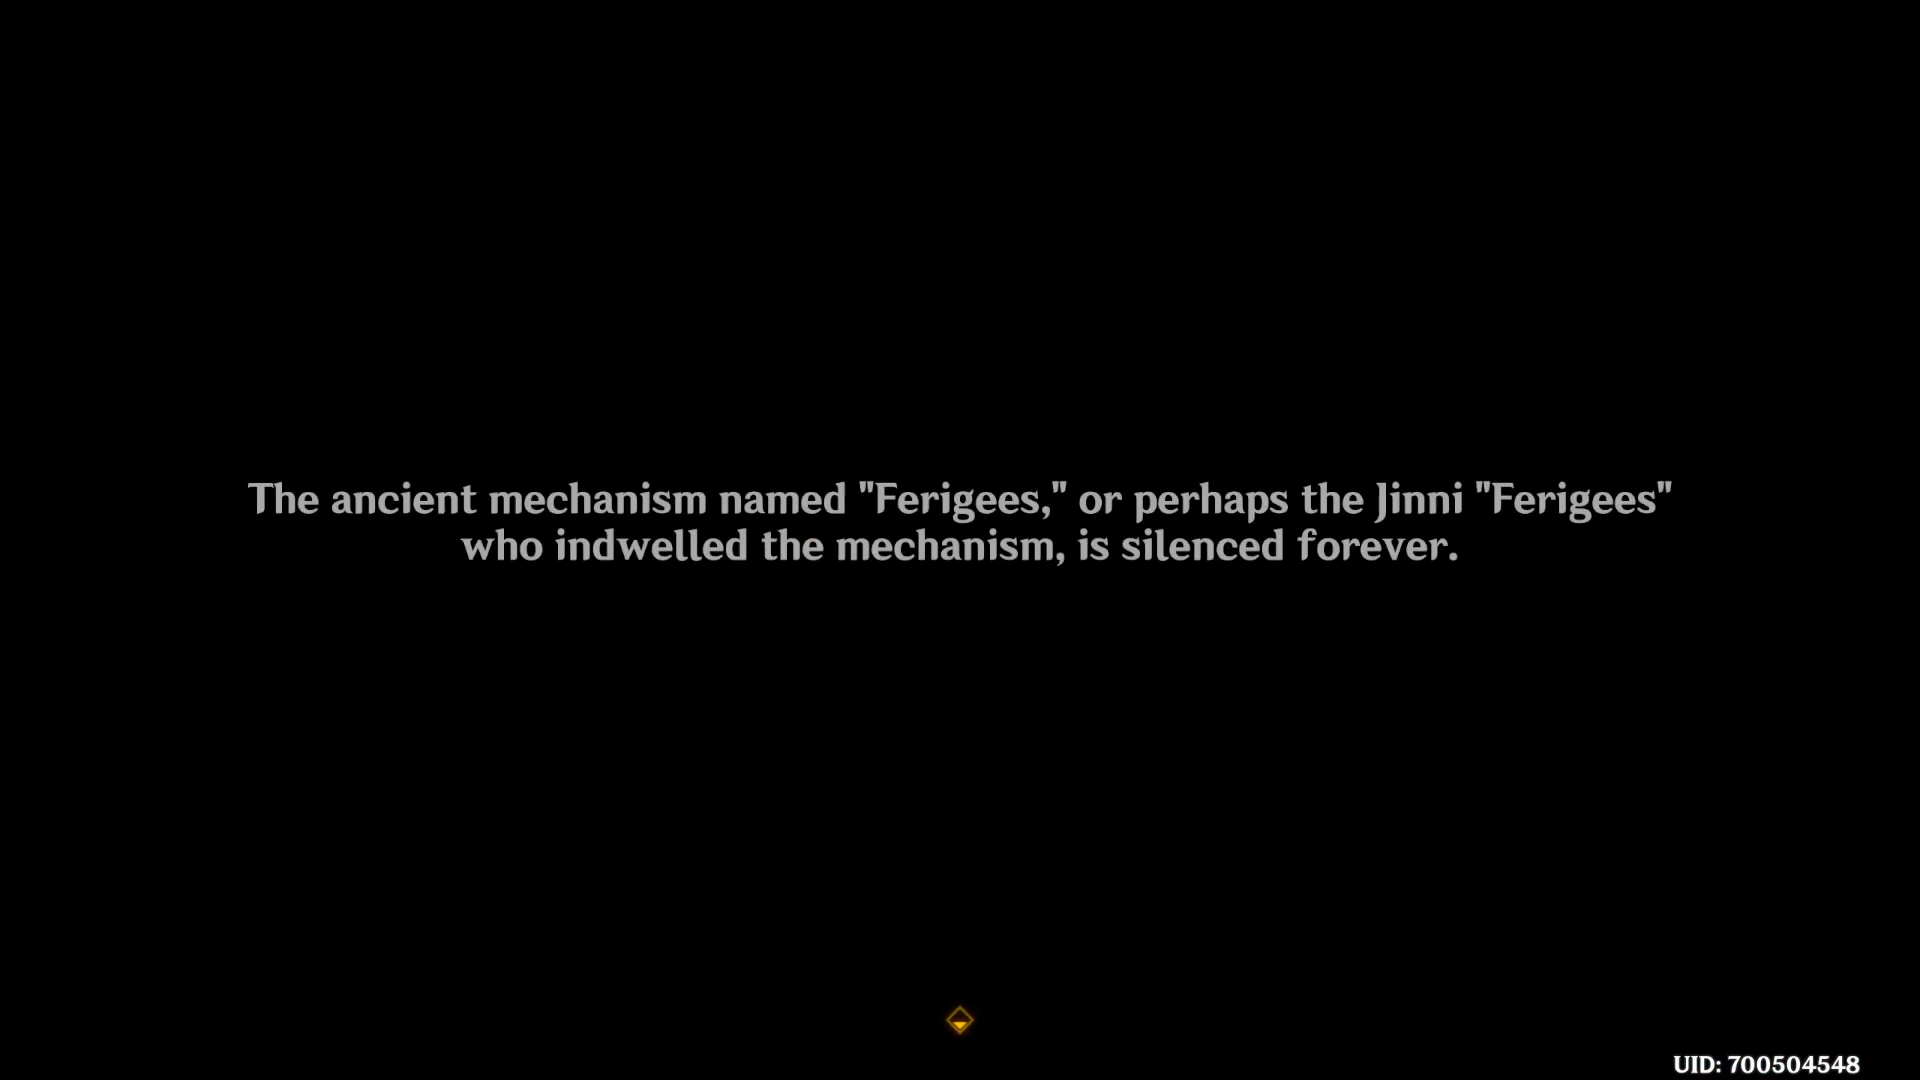 The ancient mechanism named "Ferigees," or perhaps the Jinni "Ferigees"
who indwelled the mechanism, is silenced forever.
UID: 700504548